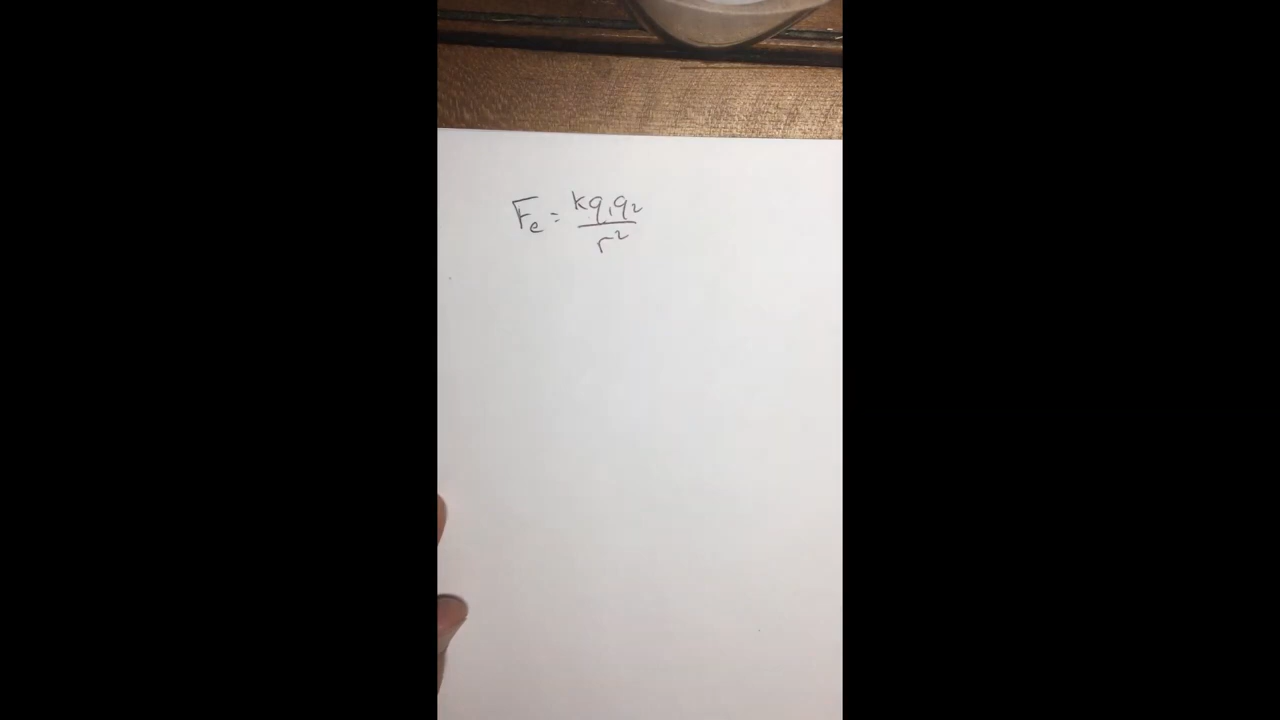 Fe = kq1q2/r²